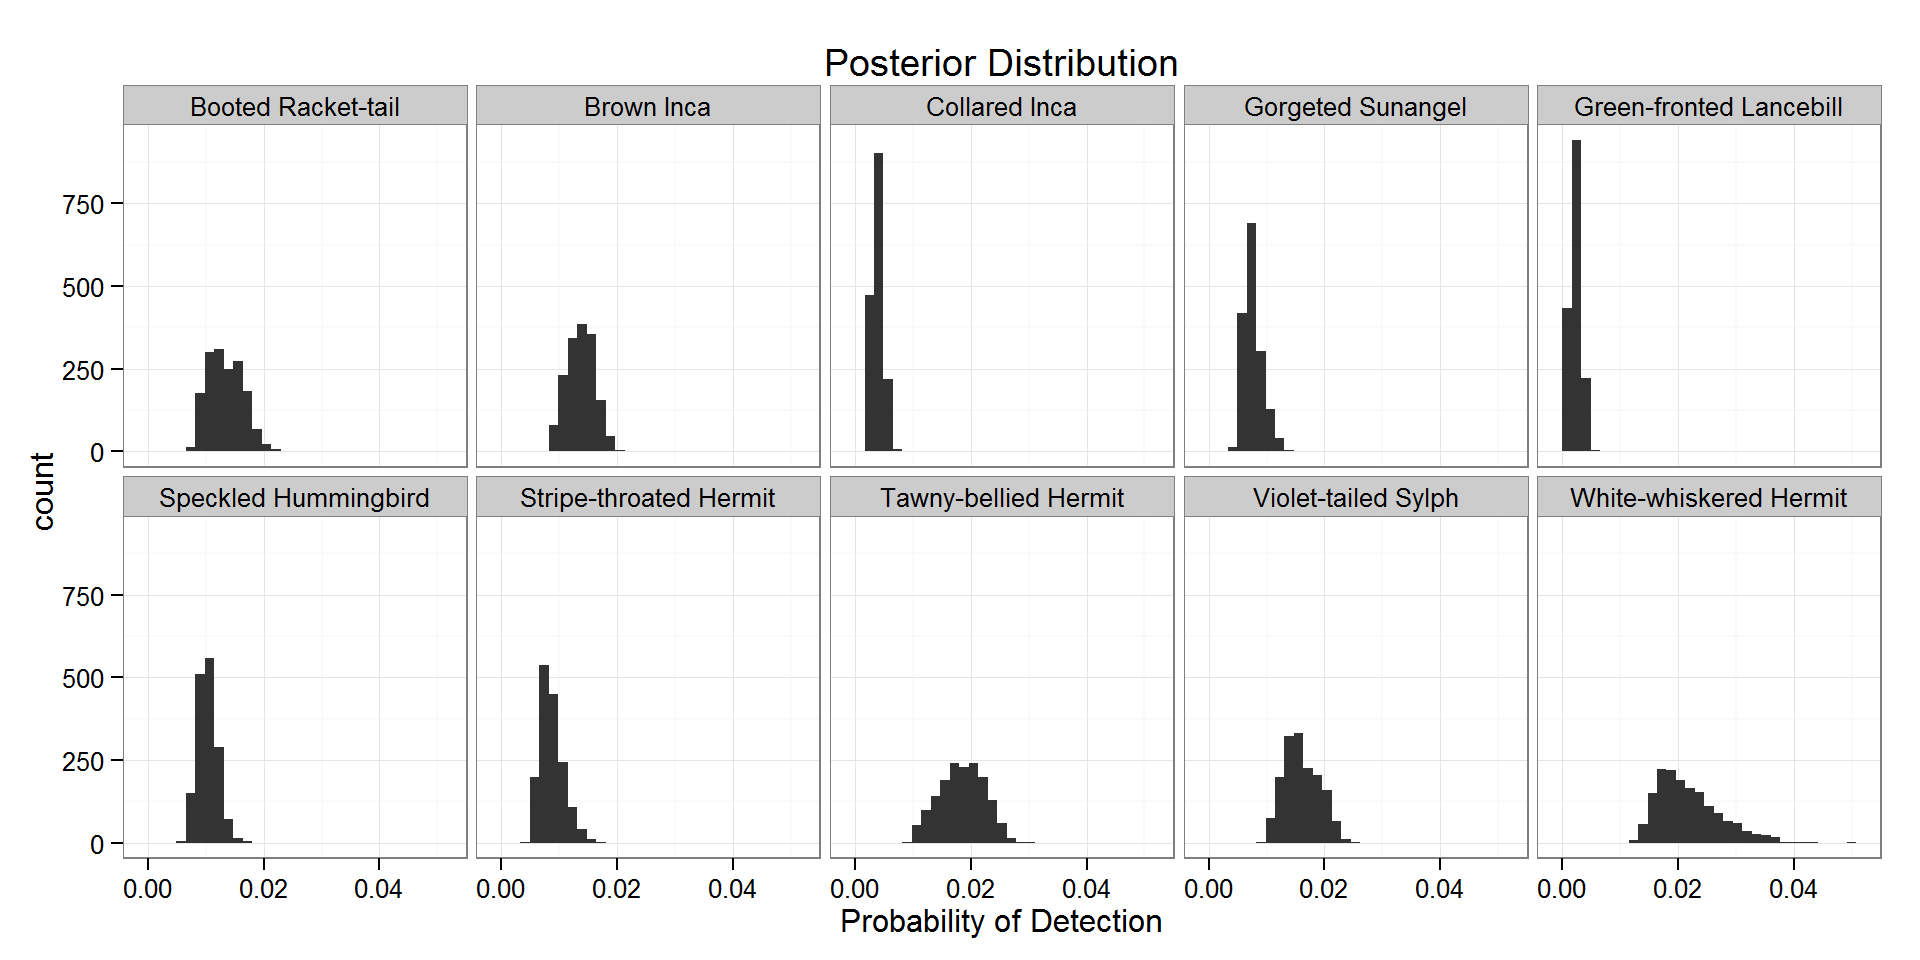 Posterior Distribution
Booted Racket-tail
Brown Inca
Collared Inca
Gorgeted Sunangel
Green-fronted Lancebill
750
500
250
0
count
Speckled Hummingbird
Stripe-throated Hermit
Tawny-bellied Hermit
Violet-tailed Sylph
White-whiskered Hermit
750
500
250
0
0.00 0.02 0.04
0.00 0.02 0.04
0.00 0.02 0.04
0.00 0.02 0.04
0.00 0.02 0.04
Probability of Detection